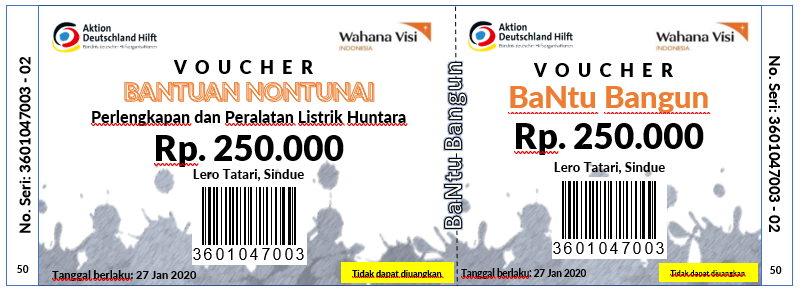 No. Seri: 3601047003 - 02
50
Aktion
Deutschland Hilft
Bündnis deutscher Hilfsorganisationen
Wahana Visi
INDONESIA
VOUCHER
BANTUAN NONTUNAI
Perlengkapan dan Peralatan Listrik Huntara
Rp. 250.000
Lero Tatari, Sindue
3601047003
Tanggal berlaku: 27 Jan 2020
Tidak dapat diuangkan
BaNtu Bangun
Aktion
Deutschland Hilft
Bündnis deutscher Hilfsorganisationen
Wahana Visi
INDONESIA
VOUCHER
BaNtu Bangun
Rp. 250.000
Lero Tatari, Sindue
3601047003
Tanggal berlaku: 27 Jan 2020
Tidak dapat diuangkan
No. Seri: 3601047003 - 02
50